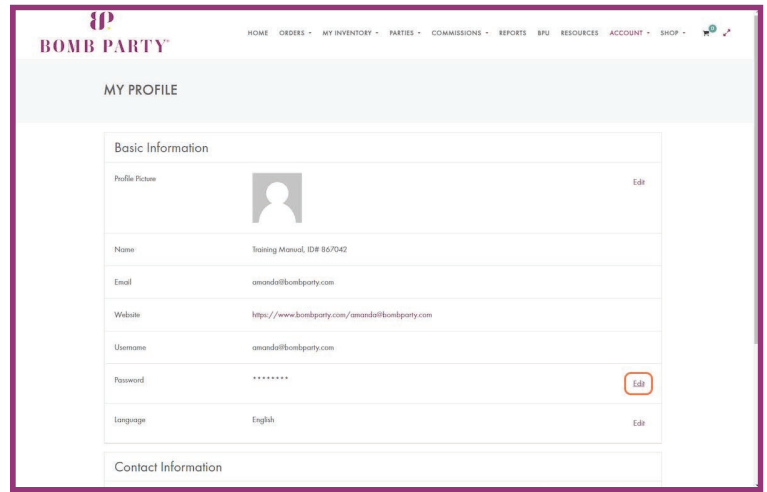 BP
BOMB PARTY
HOME ORDERS MY INVENTORY PARTIES COMMISSIONS REPORTS BPU RESOURCES ACCOUNT SHOP 0
MY PROFILE
Basic Information
Profile Picture Edit
Name Training Manual, ID# 867042
Email amanda@bombparty.com
Website https://www.bombparty.com/amanda@bombparty.com
Username amanda@bombparty.com
Password ******** Edit
Language English Edit
Contact Information